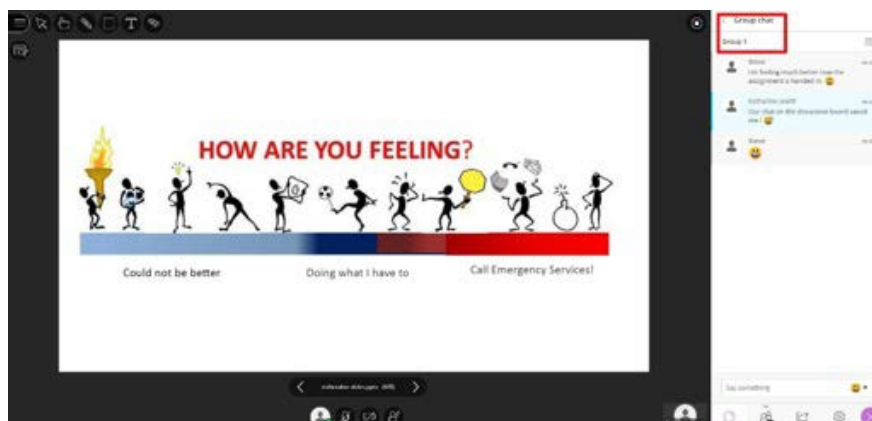 Group chat
Group 1
Steve
I'm feeling much better now the
assignment is handed in.
Our chat on the discussion board saved
me!
Steve
HOW ARE YOU FEELING?
Could not be better
Doing what I have to
Call Emergency Services!
Say something